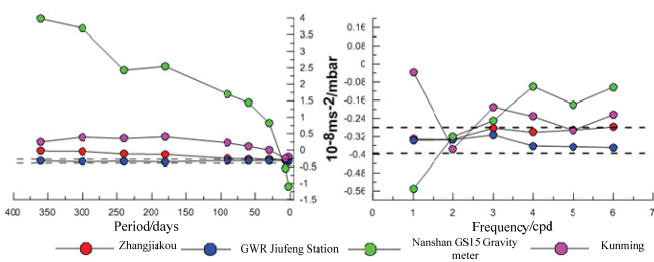 4
3.5
3
2.5
2
1.5
1
0.5
0
-0.5
-1
-1.5
400 350 300 250 200 150 100 50 0
Period/days
10-8ms-2/mbar
0.16
0.08
0
-0.08
-0.16
-0.24
-0.32
-0.4
-0.48
-0.56
0 1 2 3 4 5 6 7
Frequency/cpd
Zhangjiakou
GWR Jiufeng Station
Nanshan GS15 Gravity
meter
Kunming